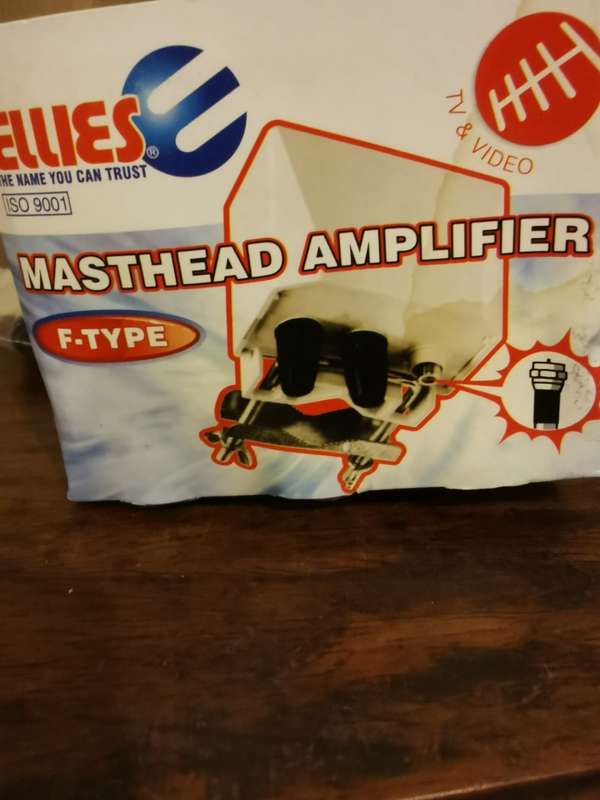 ELLIES®
THE NAME YOU CAN TRUST
ISO 9001
TV & VIDEO
MASTHEAD AMPLIFIER
F-TYPE